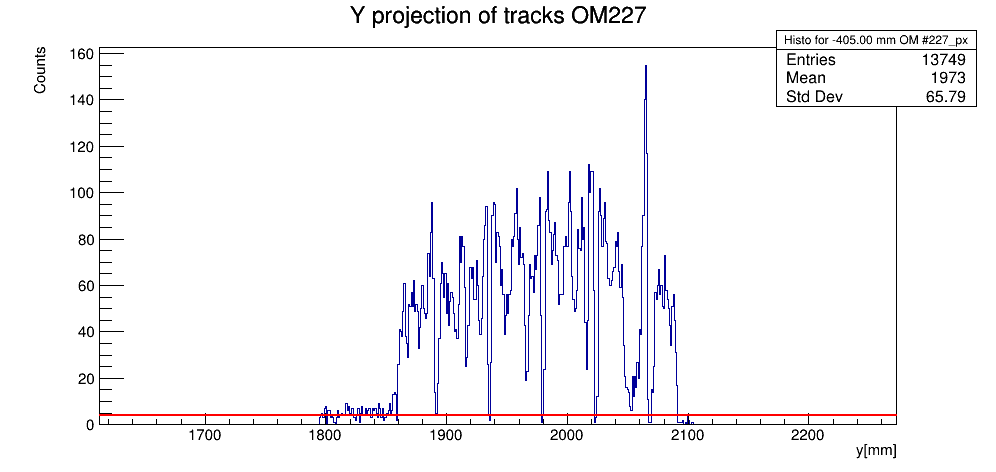 Y projection of tracks OM227
Histo for -405.00 mm OM #227_px
Entries 13749
Mean 1973
Std Dev 65.79
Counts
160
140
120
100
80
60
40
20
0
1700 1800 1900 2000 2100 2200
y[mm]